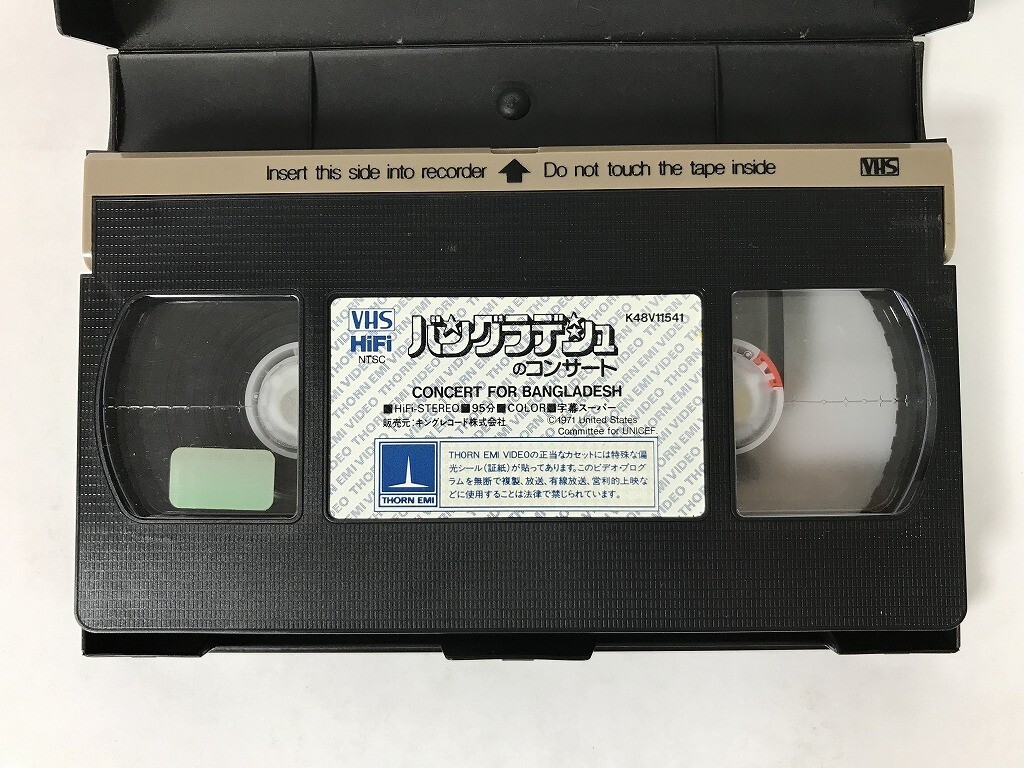 Insert this side into recorder Do not touch the tape inside VHS
VHS
HiFi
NTSC
K48V11541
バングラデシュ
のコンサート
CONCERT FOR BANGLADESH
■HiFi-STEREO■95分■COLOR■字幕スーパー
販売元:キングレコード株式会社 ©1971 United States
Committee for UNICEF.
THORN EMI
THORN EMI VIDEOの正当なカセットには特殊な偏
光シール(証紙)が貼ってあります。このビデオ・プログ
ラムを無断で複製、放送、有線放送、営利的上映な
どに使用することは法律で禁じられています。
THORN EMI VIDEO